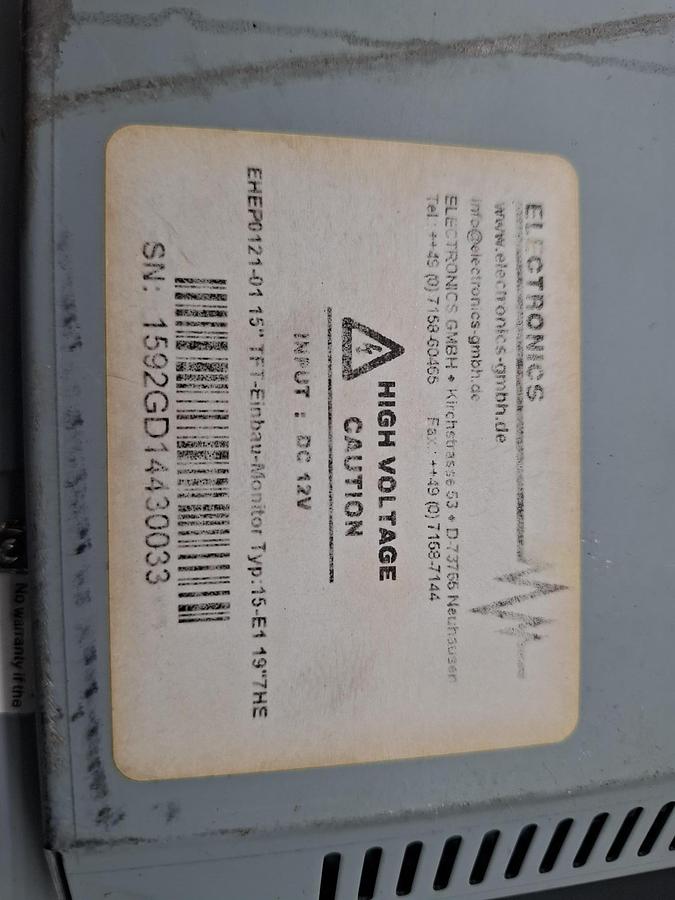 ELECTRONICS
www.electronics-gmbh.de
info@electronics-gmbh.de
ELECTRONICS GMBH ♦ Kirchstrasse 53 ♦ D-73765 Neuhausen
Tel.: ++49 (0) 7158-60465 Fax.: ++49 (0) 7158-7144
HIGH VOLTAGE
CAUTION
INPUT : DC 12V
EHEP0121-01 15"TFT-Einbau-Monitor Typ:15-E1 19"7HE
SN: 1592GD14430033
No warranty if the